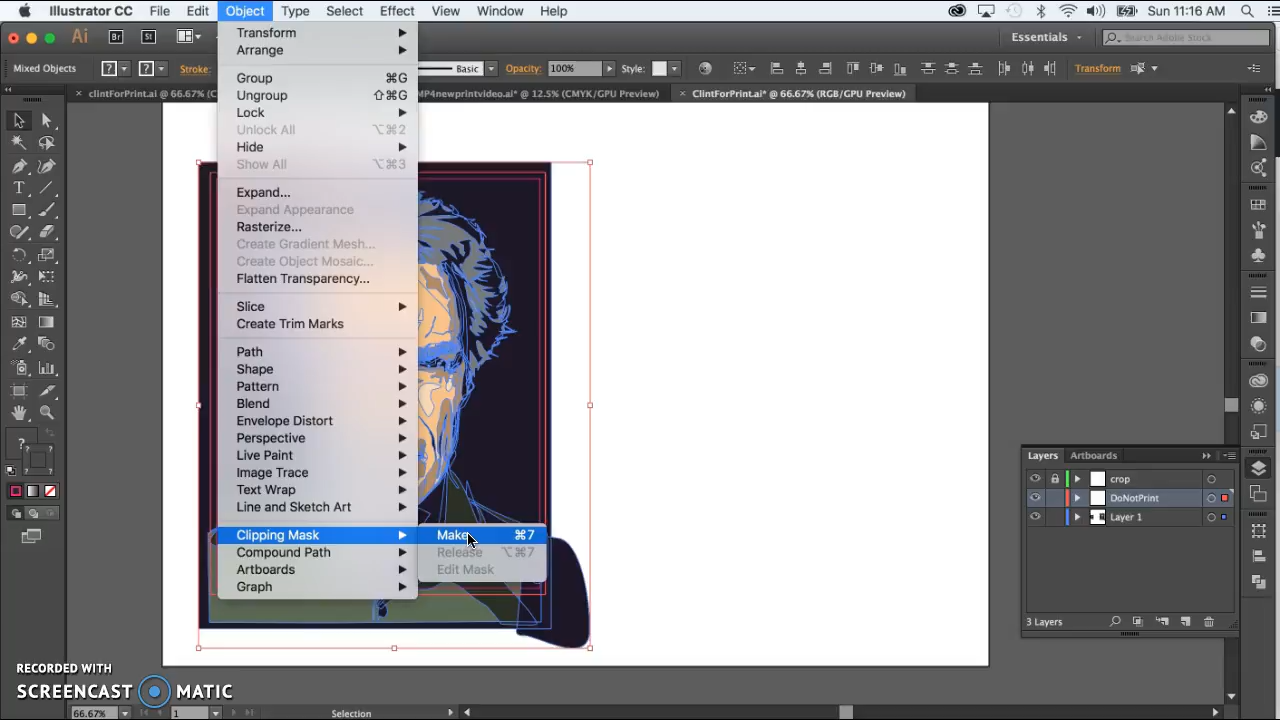 Illustrator CC File Edit Object Type Select Effect View Window Help Sun 11:16 AM
Ai Br St Essentials Search Adobe Stock
Mixed Objects ? ? Stroke: Basic Opacity: 100% Style: Transform
× clintForPrint.ai @ 66.67% (C MP4newprintvideo.ai* @ 12.5% (CMYK/GPU Preview) × ClintForPrint.ai* @ 66.67% (RGB/GPU Preview)
Transform
Arrange
Group ⌘G
Ungroup ⇧⌘G
Lock
Unlock All ⌥⌘2
Hide
Show All ⌥⌘3
Expand...
Expand Appearance
Rasterize...
Create Gradient Mesh...
Create Object Mosaic...
Flatten Transparency...
Slice
Create Trim Marks
Path
Shape
Pattern
Blend
Envelope Distort
Perspective
Live Paint
Image Trace
Text Wrap
Line and Sketch Art
Clipping Mask
Compound Path
Artboards
Graph
Make ⌘7
Release ⌥⌘7
Edit Mask
T
?
Layers Artboards
crop
DoNotPrint
Layer 1
3 Layers
RECORDED WITH
SCREENCAST MATIC
66.67% 1 Selection